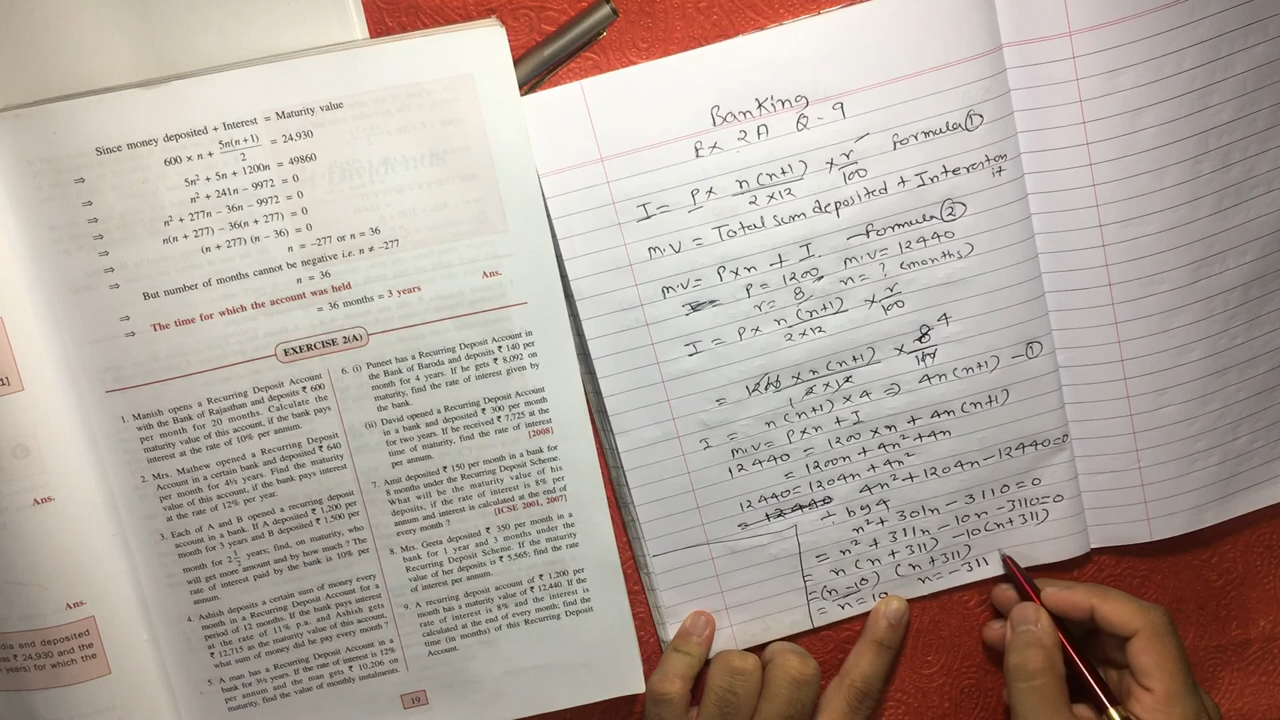 Since money deposited + Interest = Maturity value
⇒ 600 × n + 5n(n+1)/2 = 24,930
⇒ 5n² + 5n + 1200n = 49860
⇒ n² + 241n − 9972 = 0
⇒ n² + 277n − 36n − 9972 = 0
⇒ n(n + 277) − 36(n + 277) = 0
⇒ (n + 277) (n − 36) = 0
⇒ n = −277 or n = 36
But number of months cannot be negative i.e. n ≠ −277
⇒ n = 36
⇒ The time for which the account was held
= 36 months = 3 years Ans.
EXERCISE 2(A)
1. Manish opens a Recurring Deposit Account
with the Bank of Rajasthan and deposits ₹ 600
per month for 20 months. Calculate the
maturity value of this account, if the bank pays
interest at the rate of 10% per annum.
2. Mrs. Mathew opened a Recurring Deposit
Account in a certain bank and deposited ₹ 640
per month for 4½ years. Find the maturity
value of this account, if the bank pays interest
at the rate of 12% per year.
3. Each of A and B opened a recurring deposit
account in a bank. If A deposited ₹ 1,200 per
month for 3 years and B deposited ₹ 1,500 per
month for 2 1/2 years; find, on maturity, who
will get more amount and by how much ? The
rate of interest paid by the bank is 10% per
annum.
4. Ashish deposits a certain sum of money every
month in a Recurring Deposit Account for a
period of 12 months. If the bank pays interest
at the rate of 11% p.a. and Ashish gets
₹ 12,715 as the maturity value of this account,
what sum of money did he pay every month ?
5. A man has a Recurring Deposit Account in a
bank for 3½ years. If the rate of interest is 12%
per annum and the man gets ₹ 10,206 on
maturity, find the value of monthly instalments.
6. (i) Puneet has a Recurring Deposit Account in
the Bank of Baroda and deposits ₹ 140 per
month for 4 years. If he gets ₹ 8,092 on
maturity, find the rate of interest given by
the bank.
(ii) David opened a Recurring Deposit Account
in a bank and deposited ₹ 300 per month
for two years. If he received ₹ 7,725 at the
time of maturity, find the rate of interest
per annum. [2008]
7. Amit deposited ₹ 150 per month in a bank for
8 months under the Recurring Deposit Scheme.
What will be the maturity value of his
deposits, if the rate of interest is 8% per
annum and interest is calculated at the end of
every month ? [ICSE 2001, 2007]
8. Mrs. Geeta deposited ₹ 350 per month in a
bank for 1 year and 3 months under the
Recurring Deposit Scheme. If the maturity
value of her deposits is ₹ 5,565; find the rate
of interest per annum.
9. A recurring deposit account of ₹ 1,200 per
month has a maturity value of ₹ 12,440. If the
rate of interest is 8% and the interest is
calculated at the end of every month; find the
time (in months) of this Recurring Deposit
Account.
19
1]
Ans.
Ans.
dia and deposited
as ₹ 24,930 and the
years) for which the
Banking
Ex 2A Q-9
I = P × n(n+1)/2×12 × r/100 formula ①
M.V = Total sum deposited + Interest on
it
M.V = P×n + I. — formula ②
P = 1200 M.V = 12440
r = 8, n = ? (months)
I = P × n(n+1)/2×12 × r/100
= 1200 × n(n+1)/2×12 × 8/100 4
I = n(n+1)×4 ⇒ 4n(n+1) — ①
M.V = P×n + I
12440 = 1200 × n + 4n(n+1)
= 1200n + 4n² + 4n
12440 = 1204n + 4n²
= 12440 4n² + 1204n − 12440 = 0
÷ by 4
= n² + 301n − 3110 = 0
= n² + 311n − 10n − 3110 = 0
= n(n + 311) − 10(n + 311)
= (n − 10) (n + 311)
= n = 10 n = −311